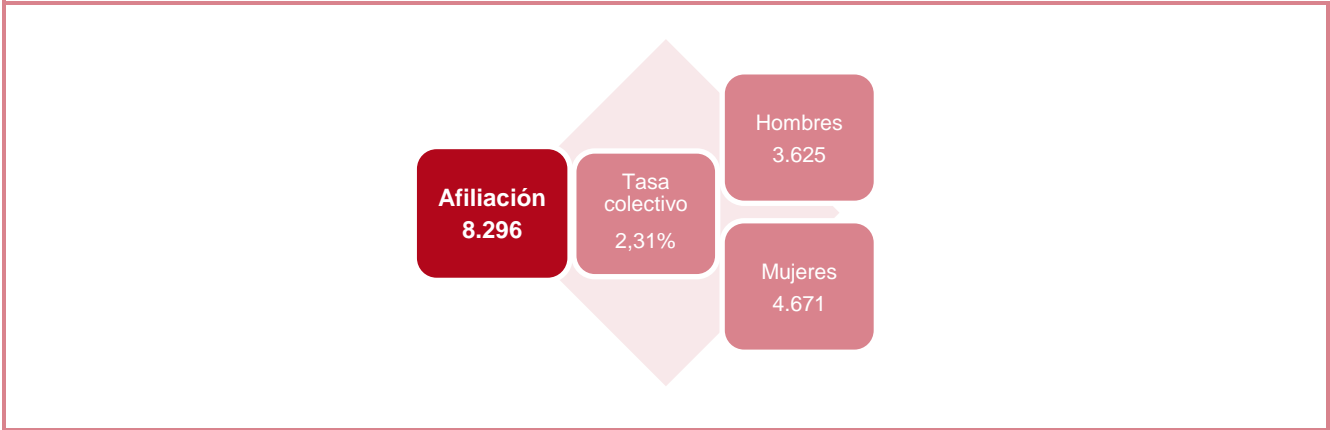 Afiliación
8.296
Tasa
colectivo
2,31%
Hombres
3.625
Mujeres
4.671